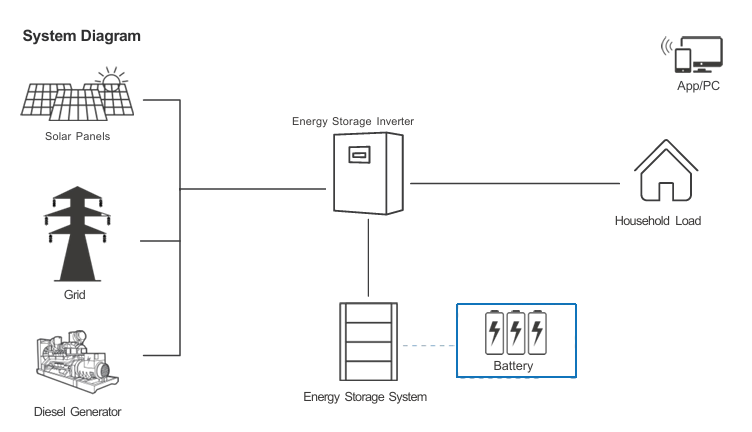 System Diagram
App/PC
Solar Panels
Energy Storage Inverter
Household Load
Grid
Battery
Energy Storage System
Diesel Generator